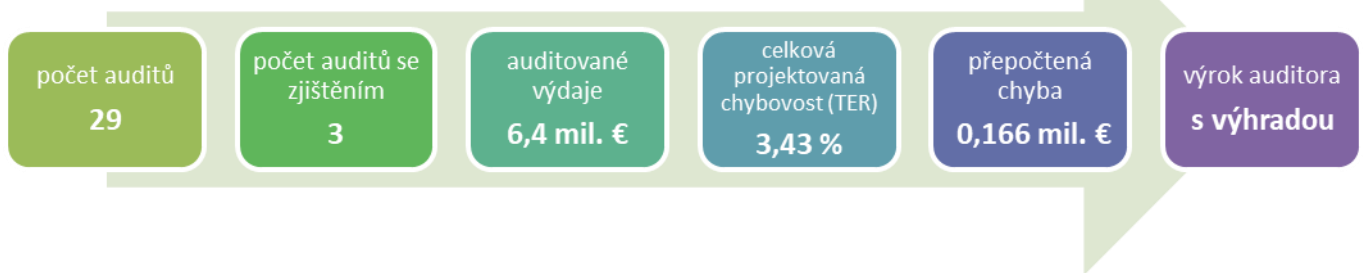 počet auditů
29
počet auditů se
zjištěním
3
auditované
výdaje
6,4 mil. €
celková
projektovaná
chybovost (TER)
3,43 %
přepočtená
chyba
0,166 mil. €
výrok auditora
s výhradou